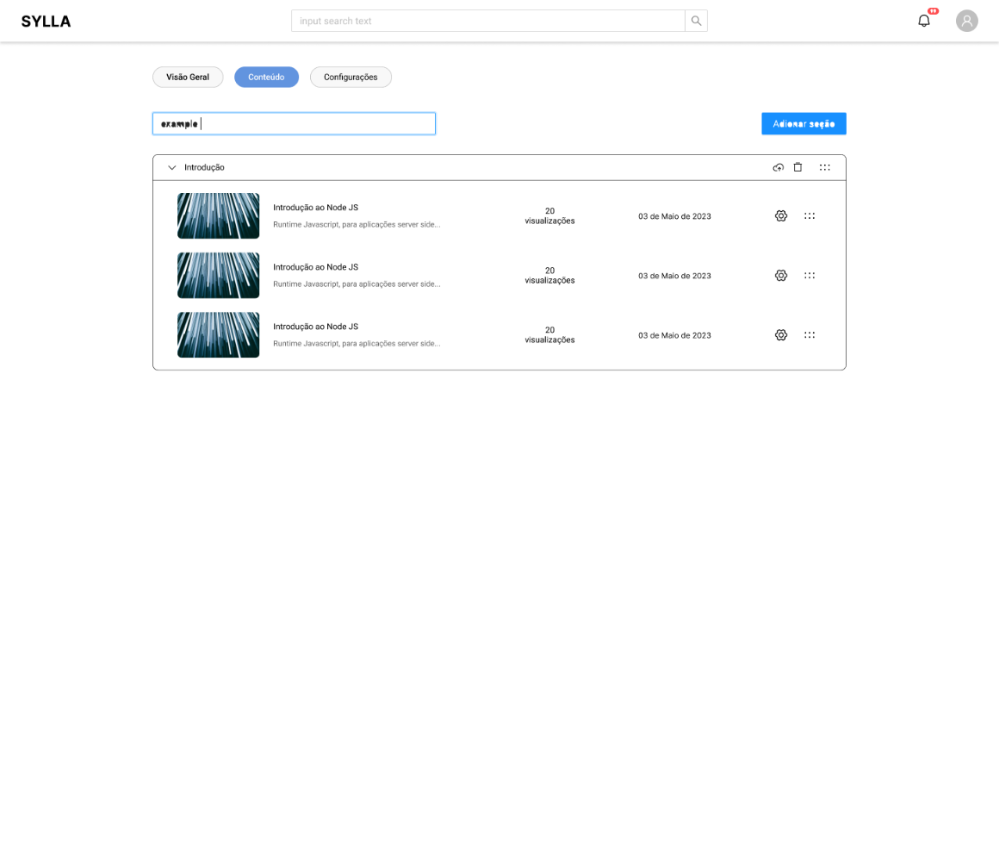 SYLLA
input search text
99
Visão Geral
Conteúdo
Configurações
example
Adionar seção
Introdução
Introdução ao Node JS
Runtime Javascript, para aplicações server side...
20
visualizações
03 de Maio de 2023
Introdução ao Node JS
Runtime Javascript, para aplicações server side...
20
visualizações
03 de Maio de 2023
Introdução ao Node JS
Runtime Javascript, para aplicações server side...
20
visualizações
03 de Maio de 2023